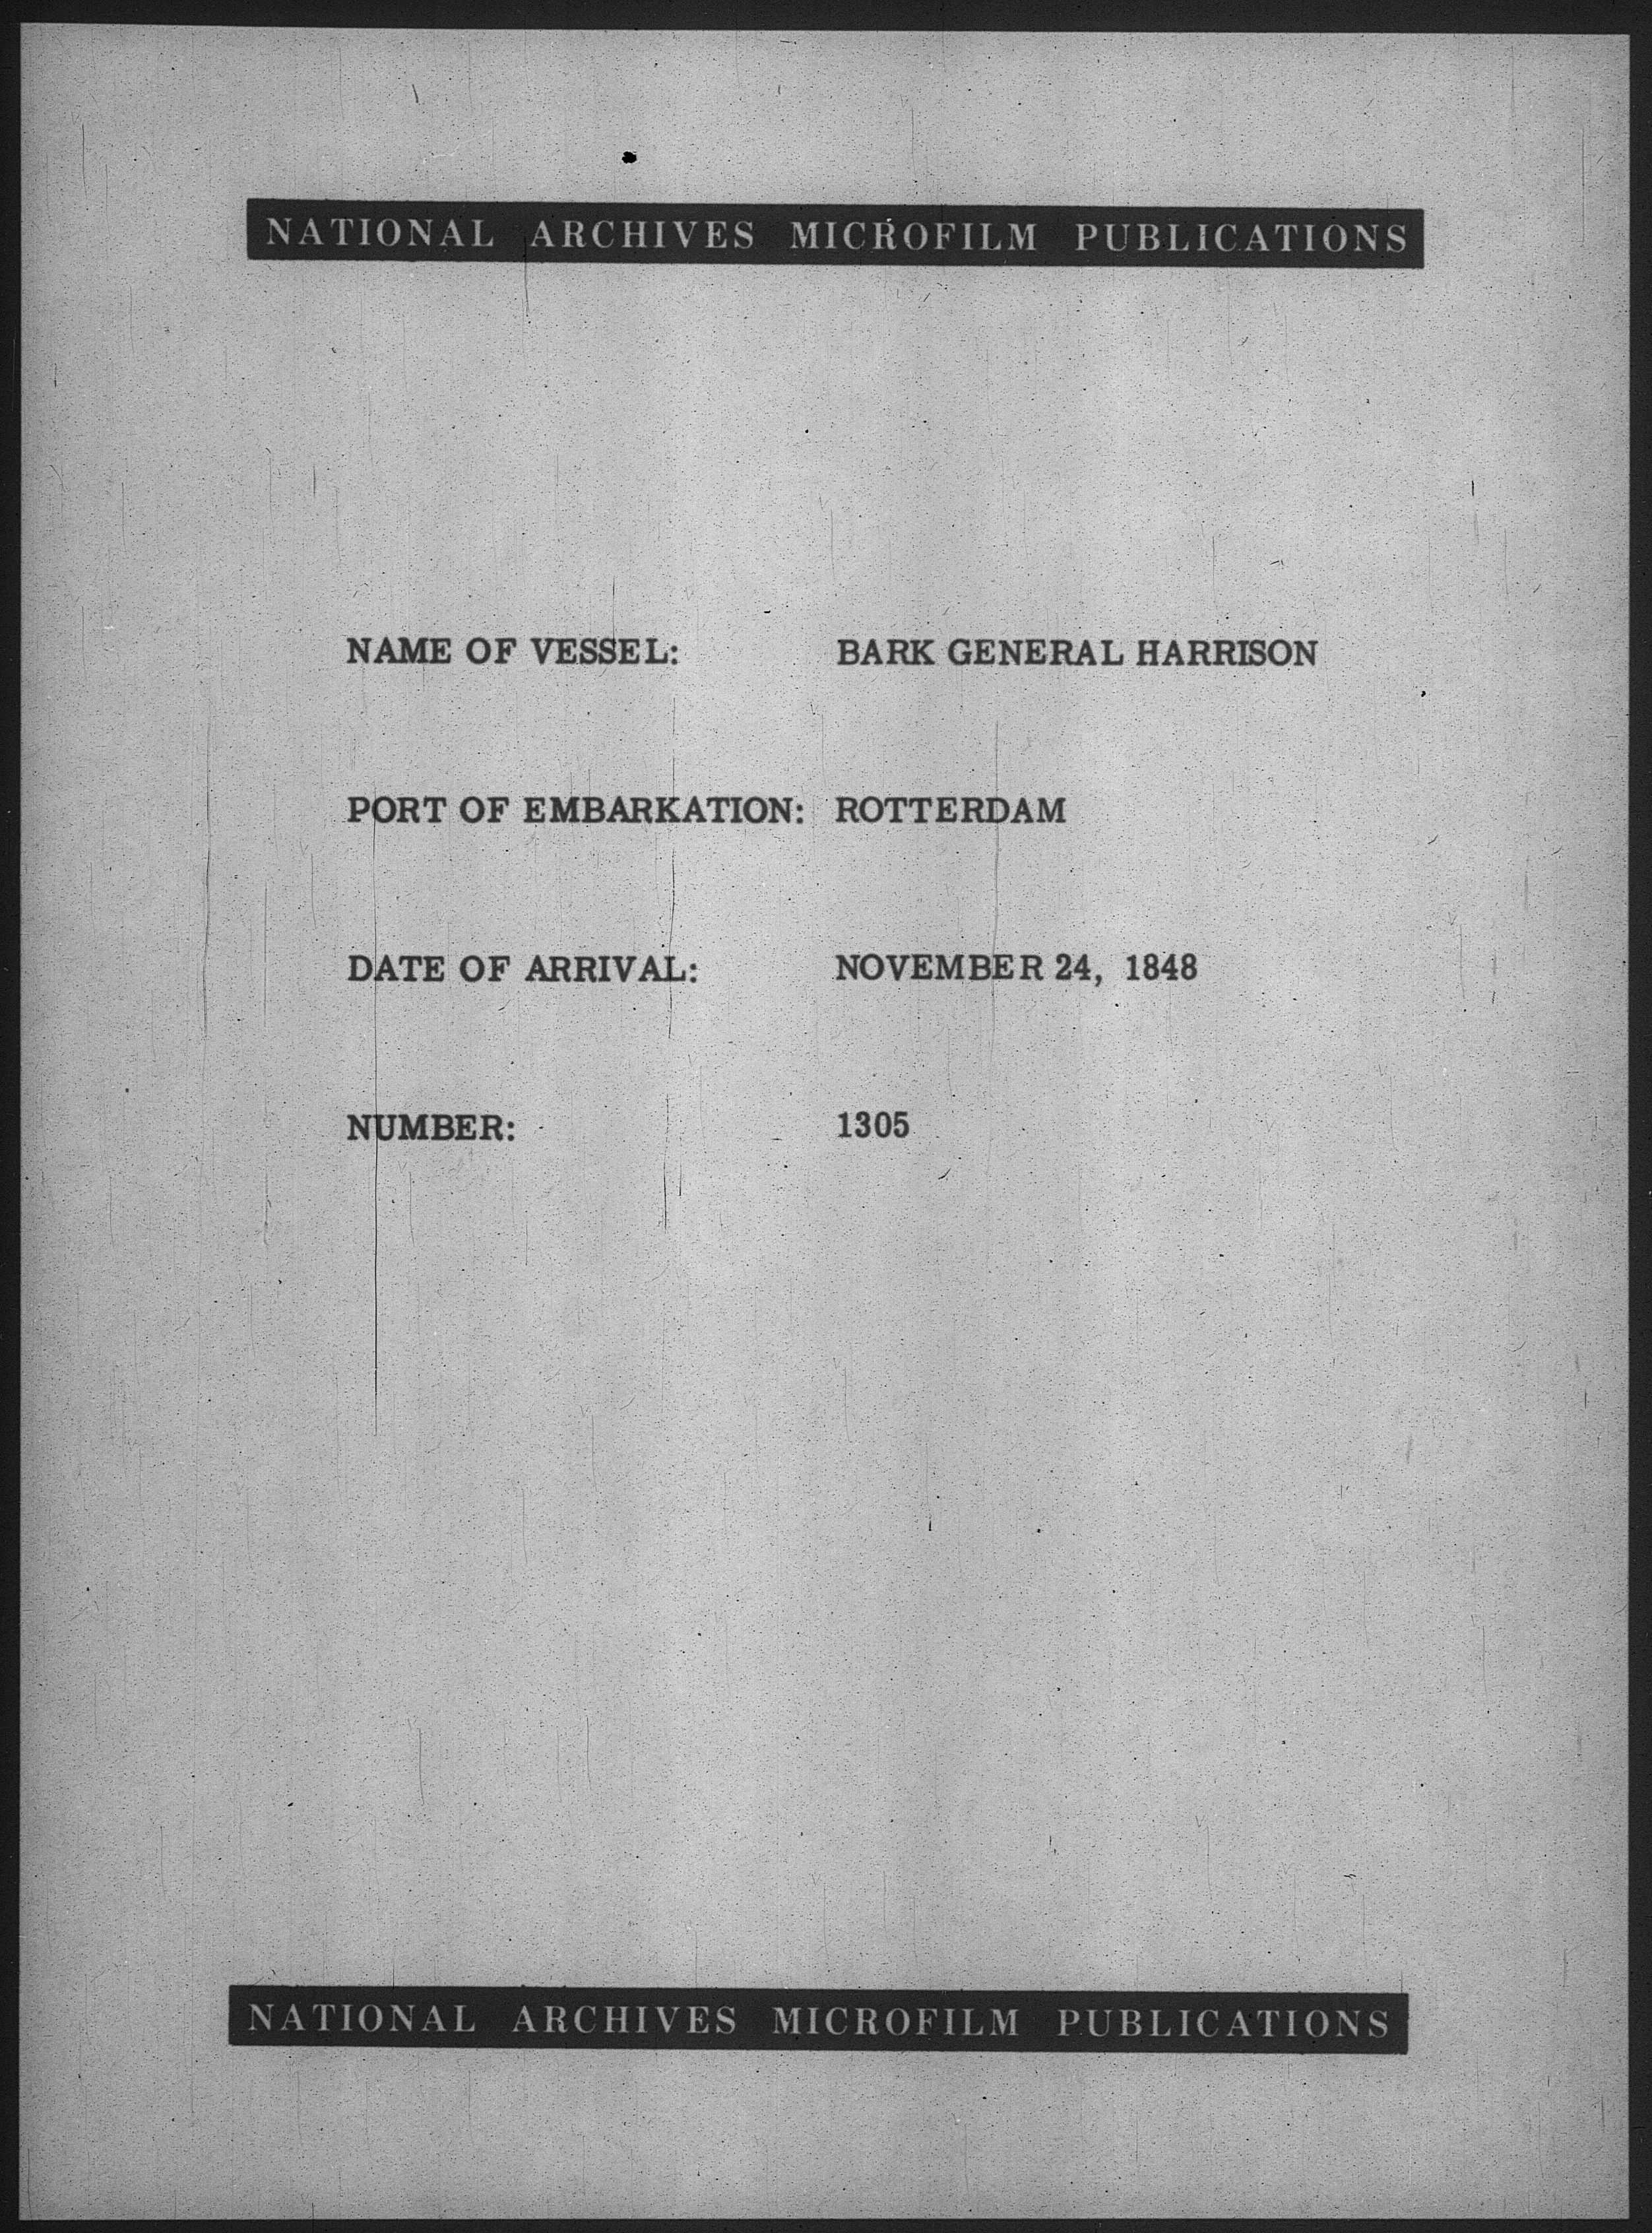 NATIONAL ARCHIVES MICROFILM PUBLICATIONS
NAME OF VESSEL: BARK GENERAL HARRISON
PORT OF EMBARKATION: ROTTERDAM
DATE OF ARRIVAL: NOVEMBER 24, 1848
NUMBER: 1305
NATIONAL ARCHIVES MICROFILM PUBLICATIONS